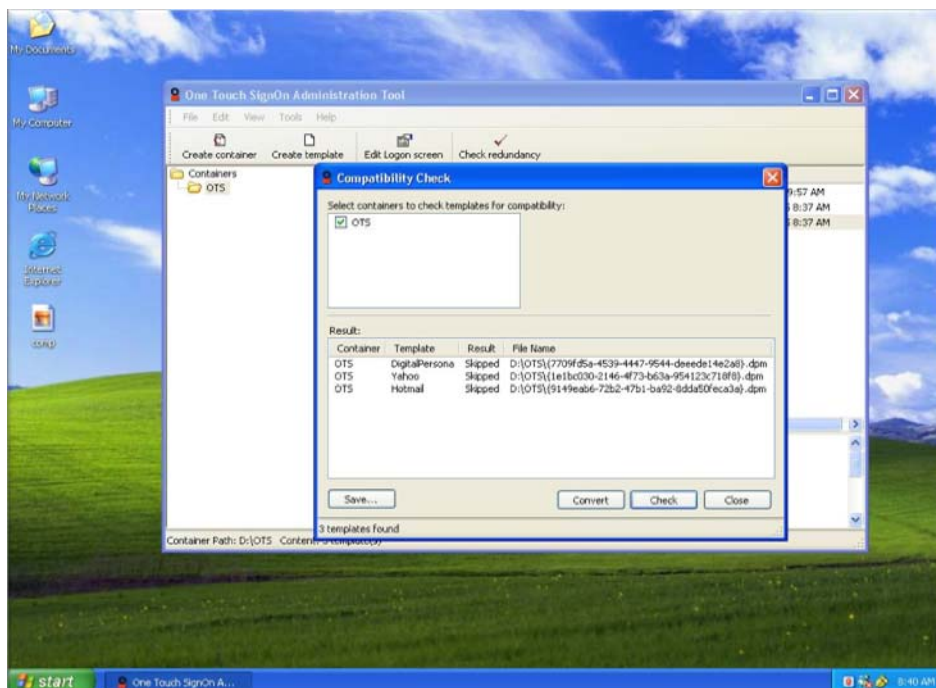 My Documents
My Computer
My Network
Places
Internet
Explorer
comp
One Touch SignOn Administration Tool
File Edit View Tools Help
Create container Create template Edit Logon screen Check redundancy
Containers
OTS
9:57 AM
8:37 AM
8:37 AM
Compatibility Check
Select containers to check templates for compatibility:
OTS
Result:
Container Template Result File Name
OTS DigitalPersona Skipped D:\OTS\{7709fd5a-4539-4447-9544-deeede14e2a8}.dpm
OTS Yahoo Skipped D:\OTS\{1e1bc030-2146-4f73-b63a-954123c718f8}.dpm
OTS Hotmail Skipped D:\OTS\{9149eab6-72b2-47b1-ba92-8dda50feca3a}.dpm
Save... Convert Check Close
3 templates found
Container Path: D:\OTS
start One Touch SignOn A... 8:40 AM